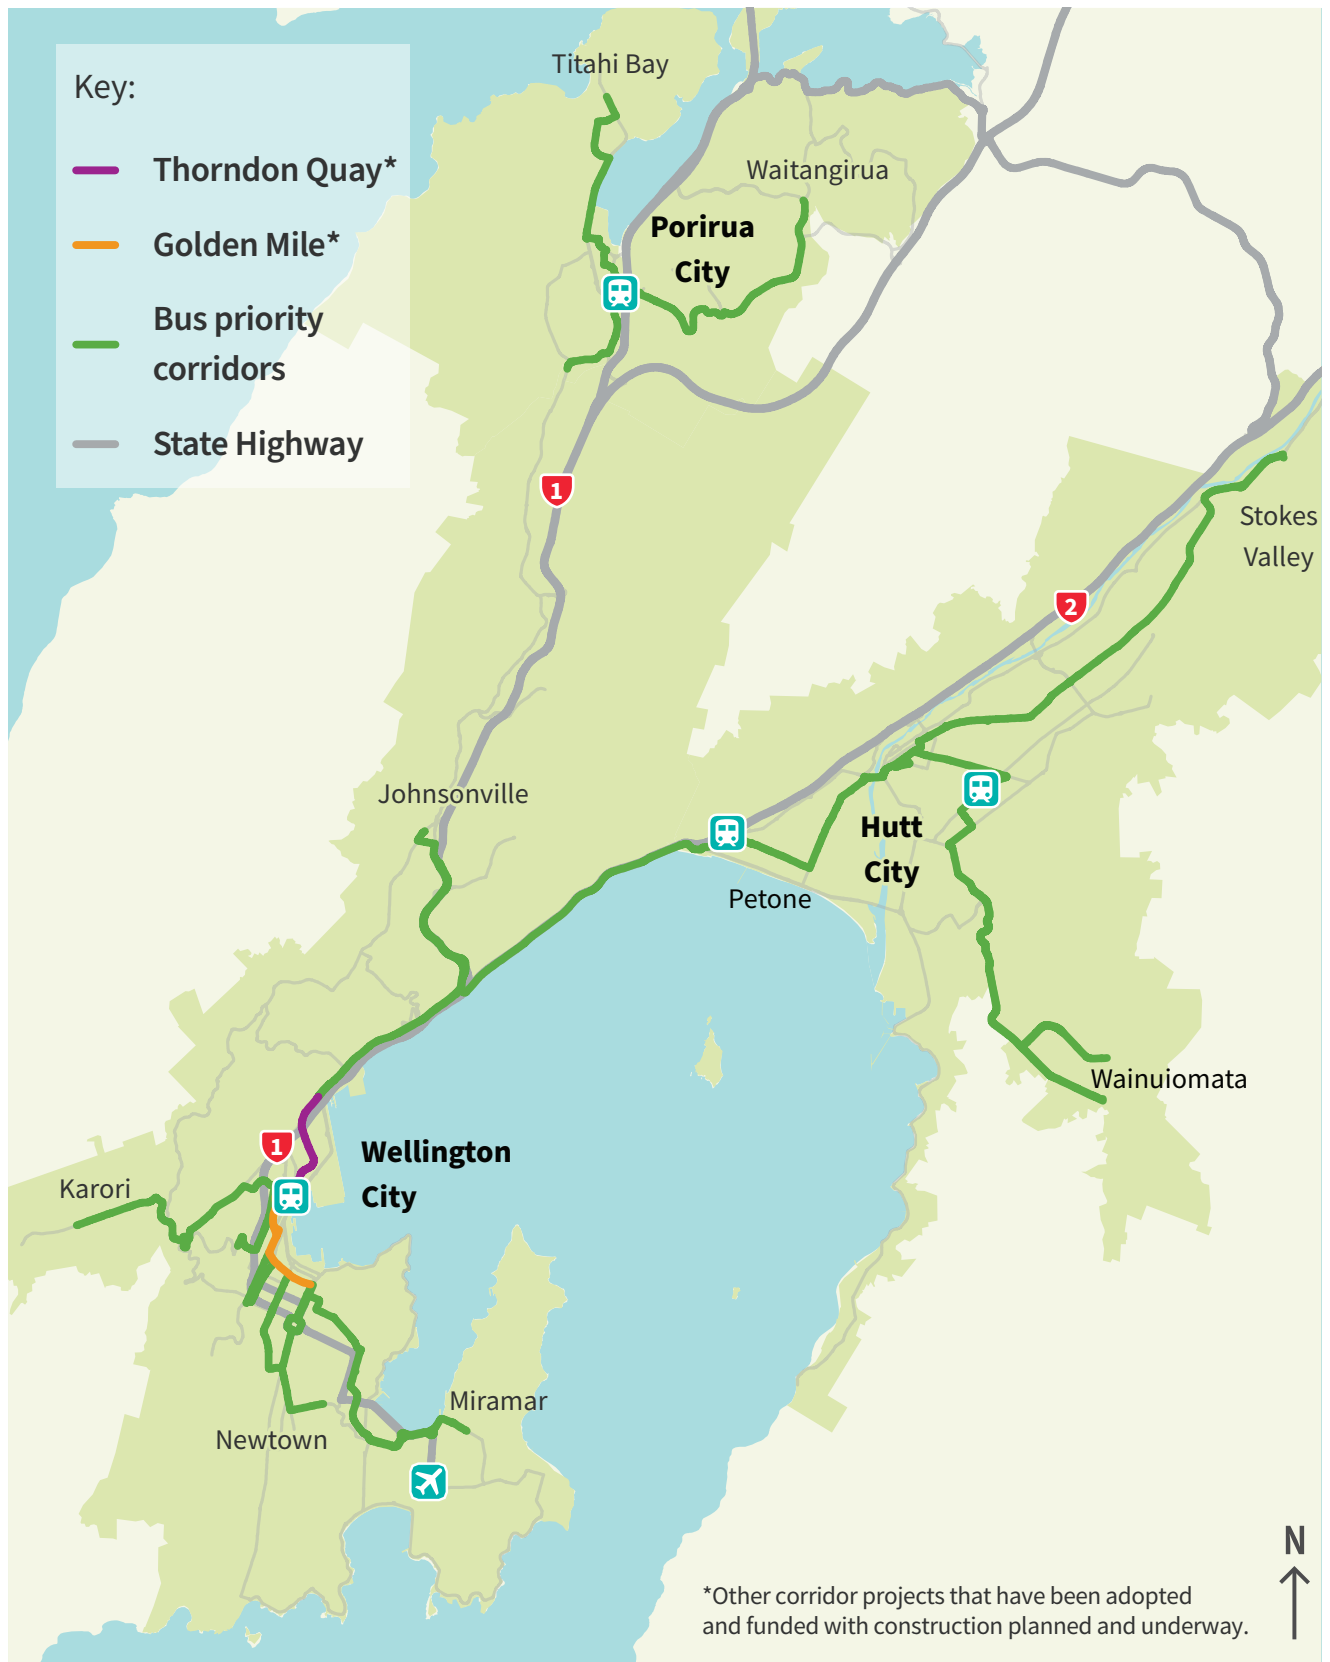 Key:
Thorndon Quay*
Golden Mile*
Bus priority
corridors
State Highway
Titahi Bay
Waitangirua
Porirua
City
1
Stokes
Valley
2
Johnsonville
Hutt
City
Petone
Wainuiomata
1
Wellington
City
Karori
Miramar
Newtown
N
*Other corridor projects that have been adopted
and funded with construction planned and underway.